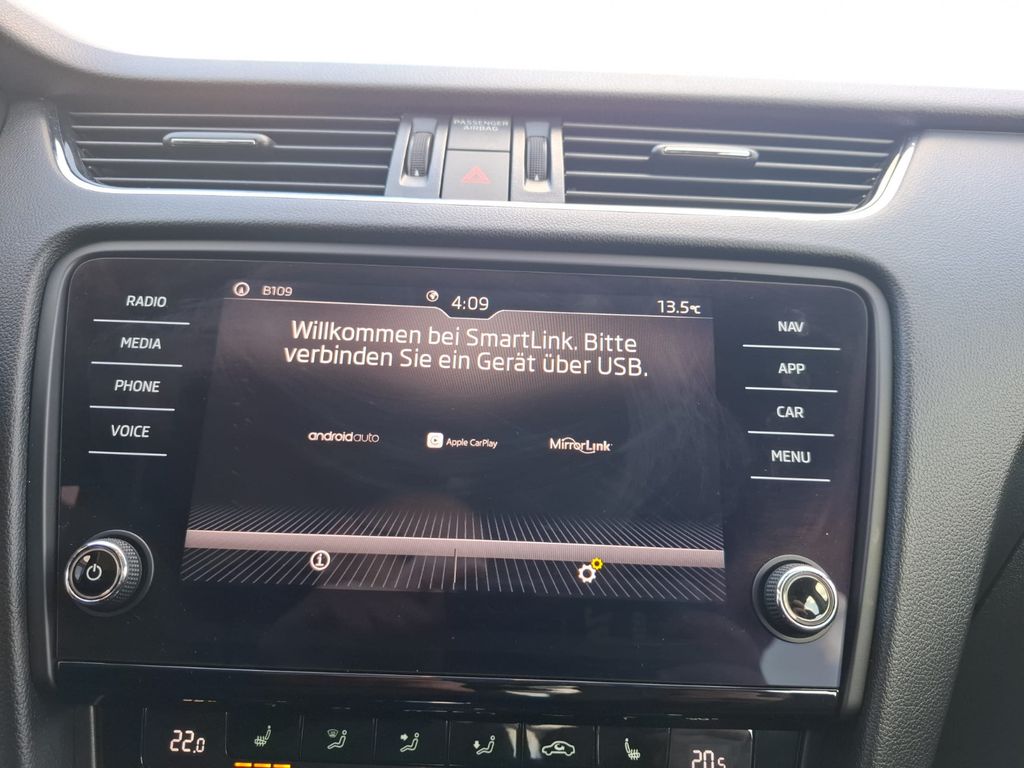 PASSENGER
AIRBAG
B109
4:09
13.5°C
RADIO
MEDIA
PHONE
VOICE
Willkommen bei SmartLink. Bitte
verbinden Sie ein Gerät über USB.
androidauto
Apple CarPlay
MirrorLink
NAV
APP
CAR
MENU
22.0
20.5